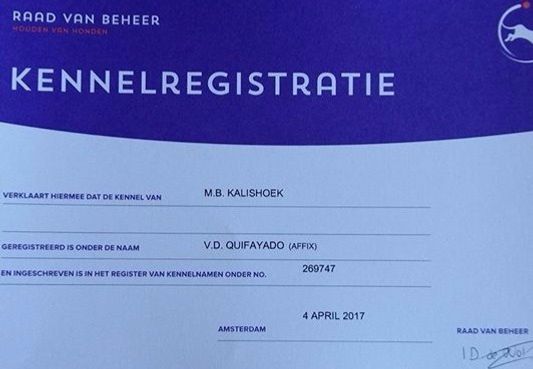 RAAD VAN BEHEER
HOUDEN VAN HONDEN
KENNELREGISTRATIE
VERKLAART HIERMEE DAT DE KENNEL VAN M.B. KALISHOEK
GEREGISTREERD IS ONDER DE NAAM V.D. QUIFAYADO (AFFIX)
EN INGESCHREVEN IS IN HET REGISTER VAN KENNELNAMEN ONDER NO. 269747
AMSTERDAM 4 APRIL 2017
RAAD VAN BEHEER